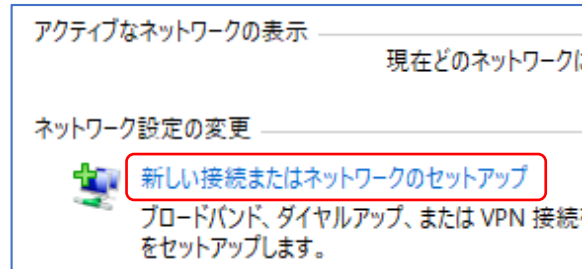 アクティブなネットワークの表示
現在どのネットワークに
ネットワーク設定の変更
新しい接続またはネットワークのセットアップ
ブロードバンド、ダイヤルアップ、または VPN 接続
をセットアップします。